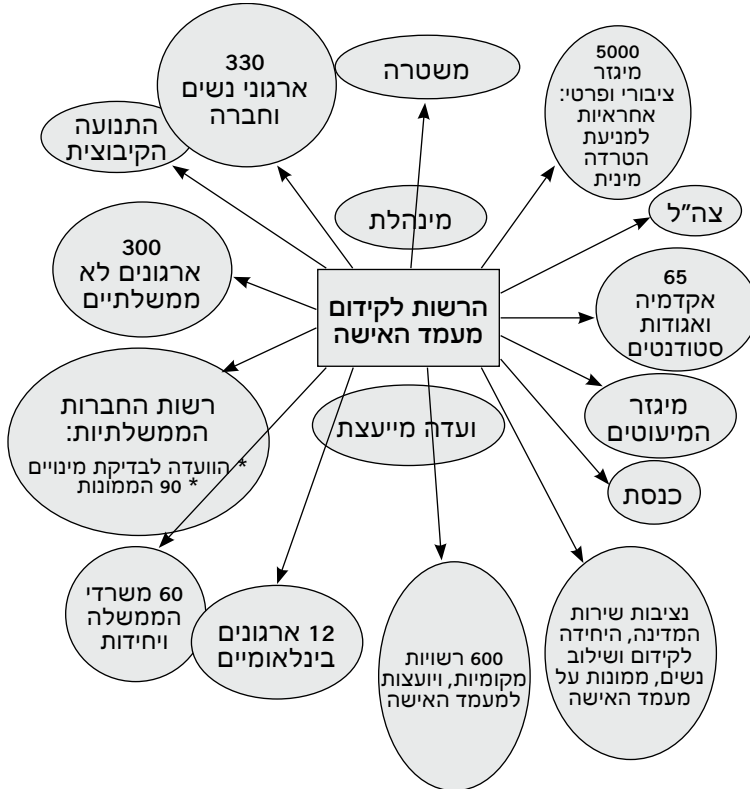 330
ארגוני נשים
וחברה
משטרה
5000
מיגזר
ציבורי ופרטי:
אחראיות
למניעת
הטרדה
מינית
התנועה
הקיבוצית
מינהלת
צה"ל
300
ארגונים לא
ממשלתיים
הרשות לקידום
מעמד האישה
65
אקדמיה
ואגודות
סטודנטים
רשות החברות
הממשלתיות:
* הוועדה לבדיקת מינויים
* 90 הממונות
ועדה מייעצת
מיגזר
המיעוטים
כנסת
60 משרדי
הממשלה
ויחידות
12 ארגונים
בינלאומיים
600 רשויות
מקומיות, ויועצות
למעמד האישה
נציבות שירות
המדינה, היחידה
לקידום ושילוב
נשים, ממונות על
מעמד האישה